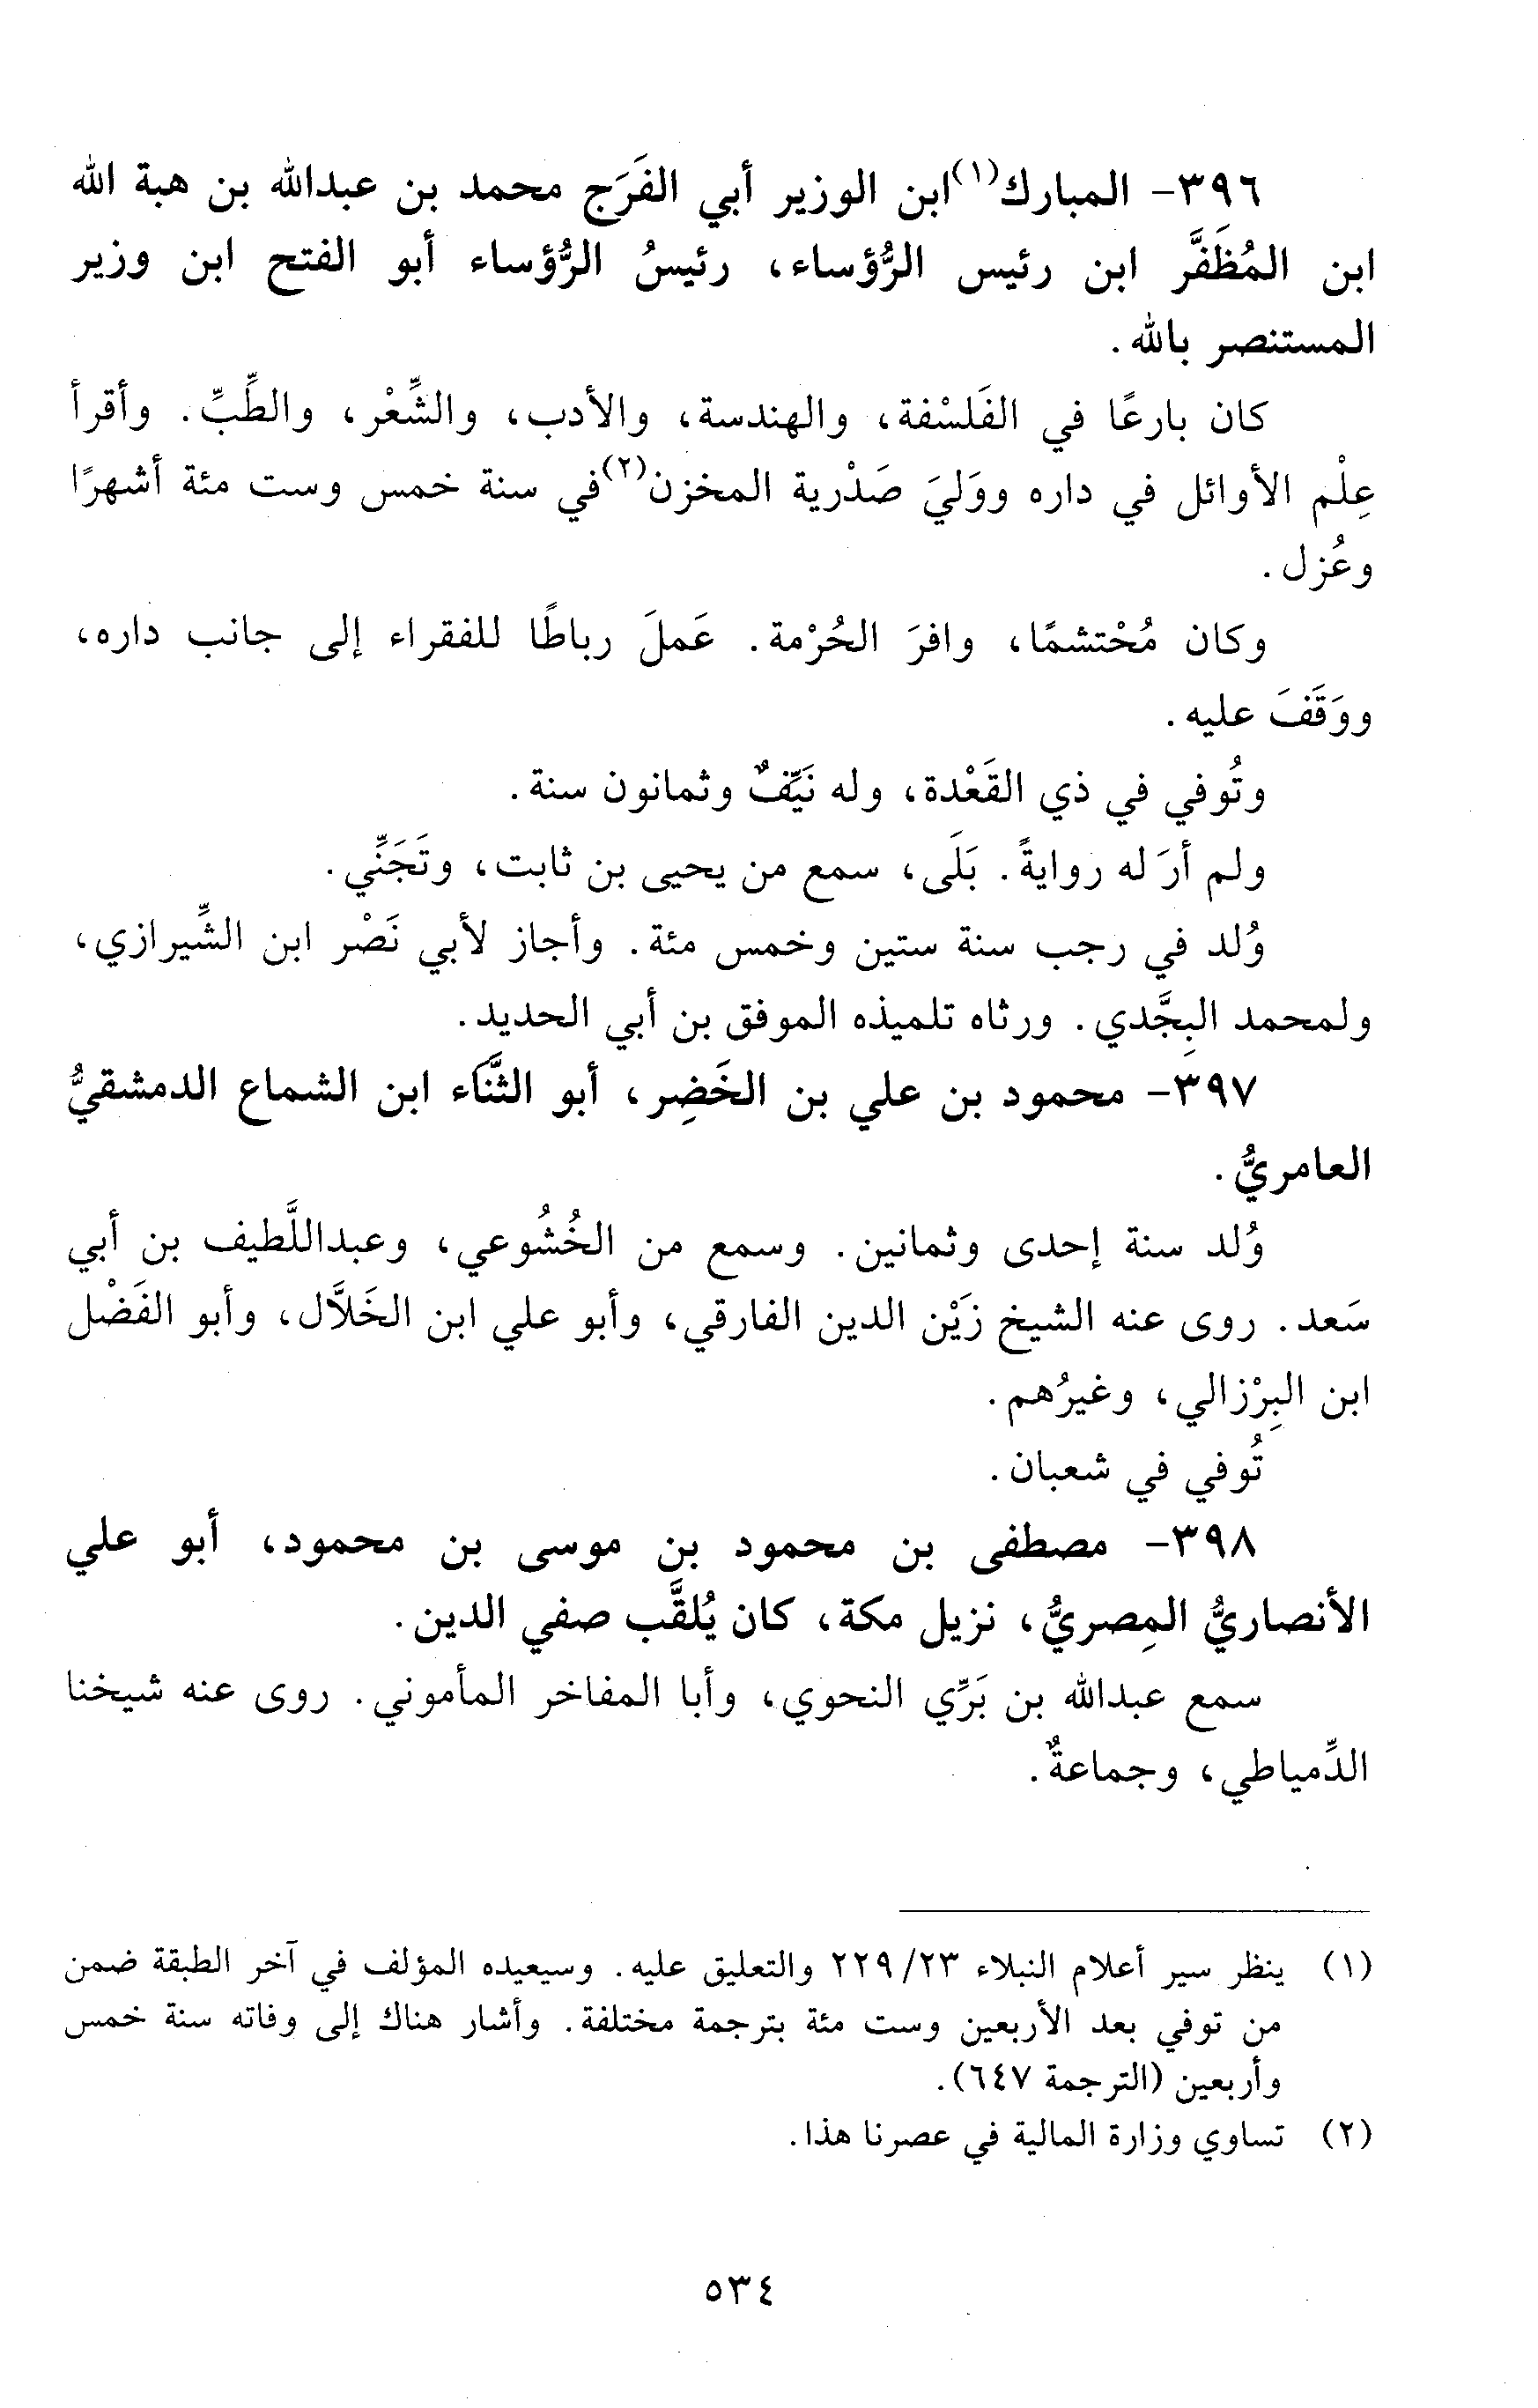 ٣٩٦- المبارك(١) ابن الوزير أبي الفَرَج محمد بن عبدالله بن هبة الله
ابن المُظَفَّر ابن رئيس الرُّؤساء، رئيسُ الرُّؤساء أبو الفتح ابن وزير
المستنصر بالله.
كان بارعًا في الفَلسْفة، والهندسة، والأدب، والشِّعْر، والطِّبِّ. وأقرأ
عِلْم الأوائل في داره ووَليَ صَدْرية المخزن(٢) في سنة خمس وست مئة أشهرًا
وعُزل.
وكان مُحْتشمًا، وافرَ الحُرْمة. عَملَ رباطًا للفقراء إلى جانب داره،
ووَقَفَ عليه.
وتُوفي في ذي القَعْدة، وله نَيِّفٌ وثمانون سنة.
ولم أرَ له روايةً. بَلَى، سمع من يحيى بن ثابت، وتَجَنِّي.
وُلد في رجب سنة ستين وخمس مئة. وأجاز لأبي نَصْر ابن الشِّيرازي،
ولمحمد البِجَّدي. ورثاه تلميذه الموفق بن أبي الحديد.
٣٩٧- محمود بن علي بن الخَضِر، أبو الثَّنَاء ابن الشماع الدمشقيُّ
العامريُّ.
وُلد سنة إحدى وثمانين. وسمع من الخُشُوعي، وعبداللَّطيف بن أبي
سَعد. روى عنه الشيخ زَيْن الدين الفارقي، وأبو علي ابن الخَلاَّل، وأبو الفَضْل
ابن البِرْزالي، وغيرُهم.
تُوفي في شعبان.
٣٩٨- مصطفى بن محمود بن موسى بن محمود، أبو علي
الأنصاريُّ المِصريُّ، نزيل مكة، كان يُلقَّب صفي الدين.
سمع عبدالله بن بَرِّي النحوي، وأبا المفاخر المأموني. روى عنه شيخنا
الدِّمياطي، وجماعةٌ.
(١) ينظر سير أعلام النبلاء ٢٣/ ٢٢٩ والتعليق عليه. وسيعيده المؤلف في آخر الطبقة ضمن
من توفي بعد الأربعين وست مئة بترجمة مختلفة. وأشار هناك إلى وفاته سنة خمس
وأربعين (الترجمة ٦٤٧).
(٢) تساوي وزارة المالية في عصرنا هذا.
٥٣٤